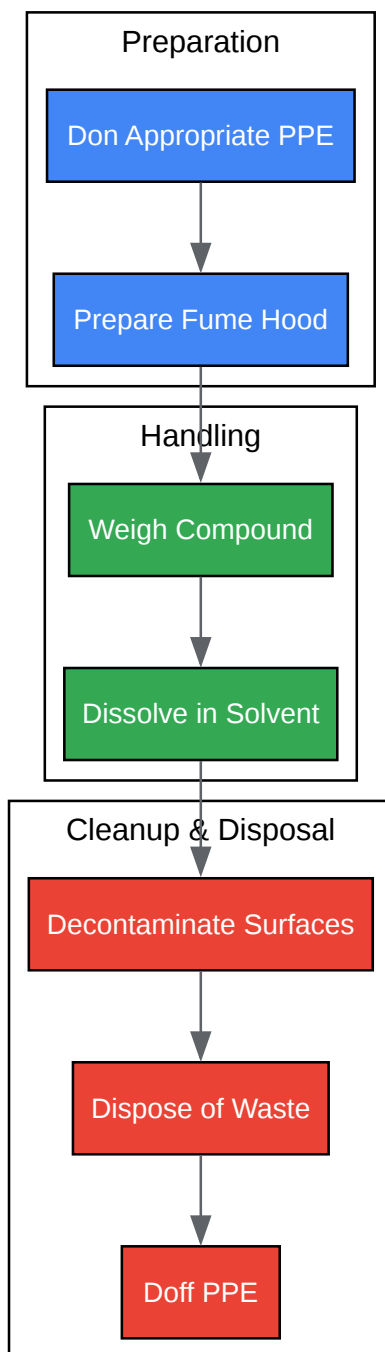 Preparation
Don Appropriate PPE
Prepare Fume Hood
Handling
Weigh Compound
Dissolve in Solvent
Cleanup & Disposal
Decontaminate Surfaces
Dispose of Waste
Doff PPE